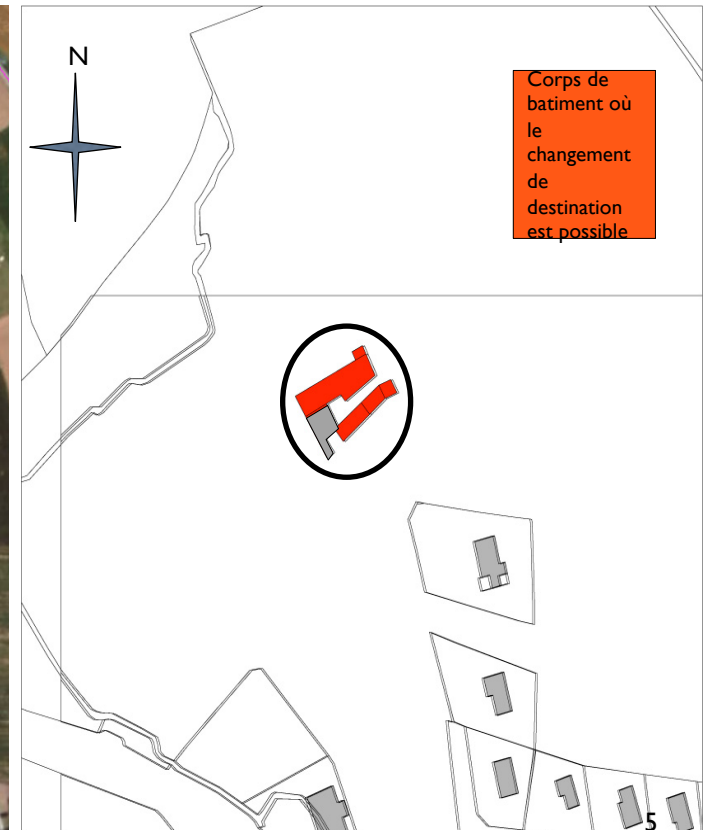 N
Corps de
batiment où
le
changement
de
destination
est possible
5